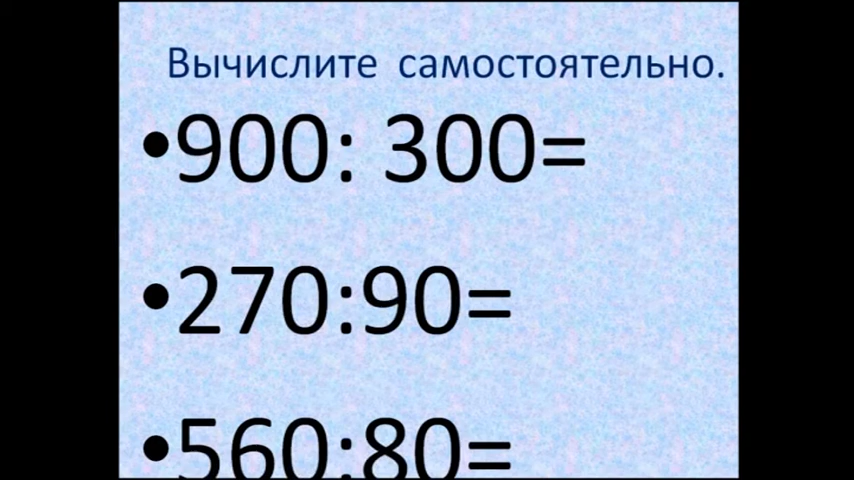 Вычислите самостоятельно.
•900: 300=
•270:90=
•560:80=